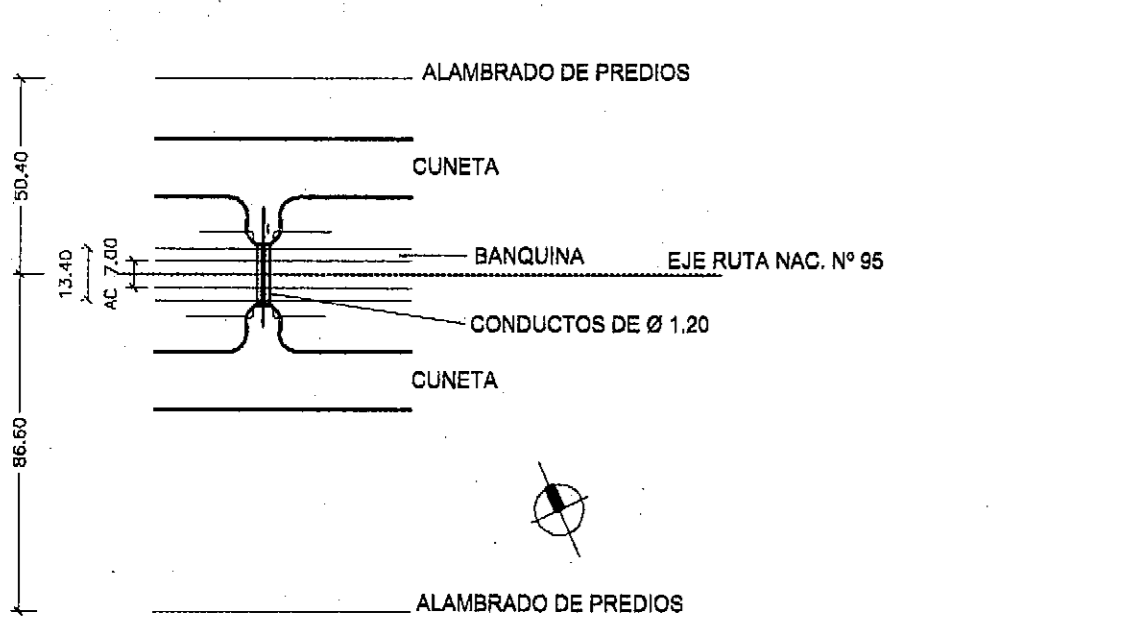 ALAMBRADO DE PREDIOS
50.40
CUNETA
BANQUINA
EJE RUTA NAC. Nº 95
13.40
AC 7.00
CONDUCTOS DE Ø 1.20
CUNETA
86.60
ALAMBRADO DE PREDIOS